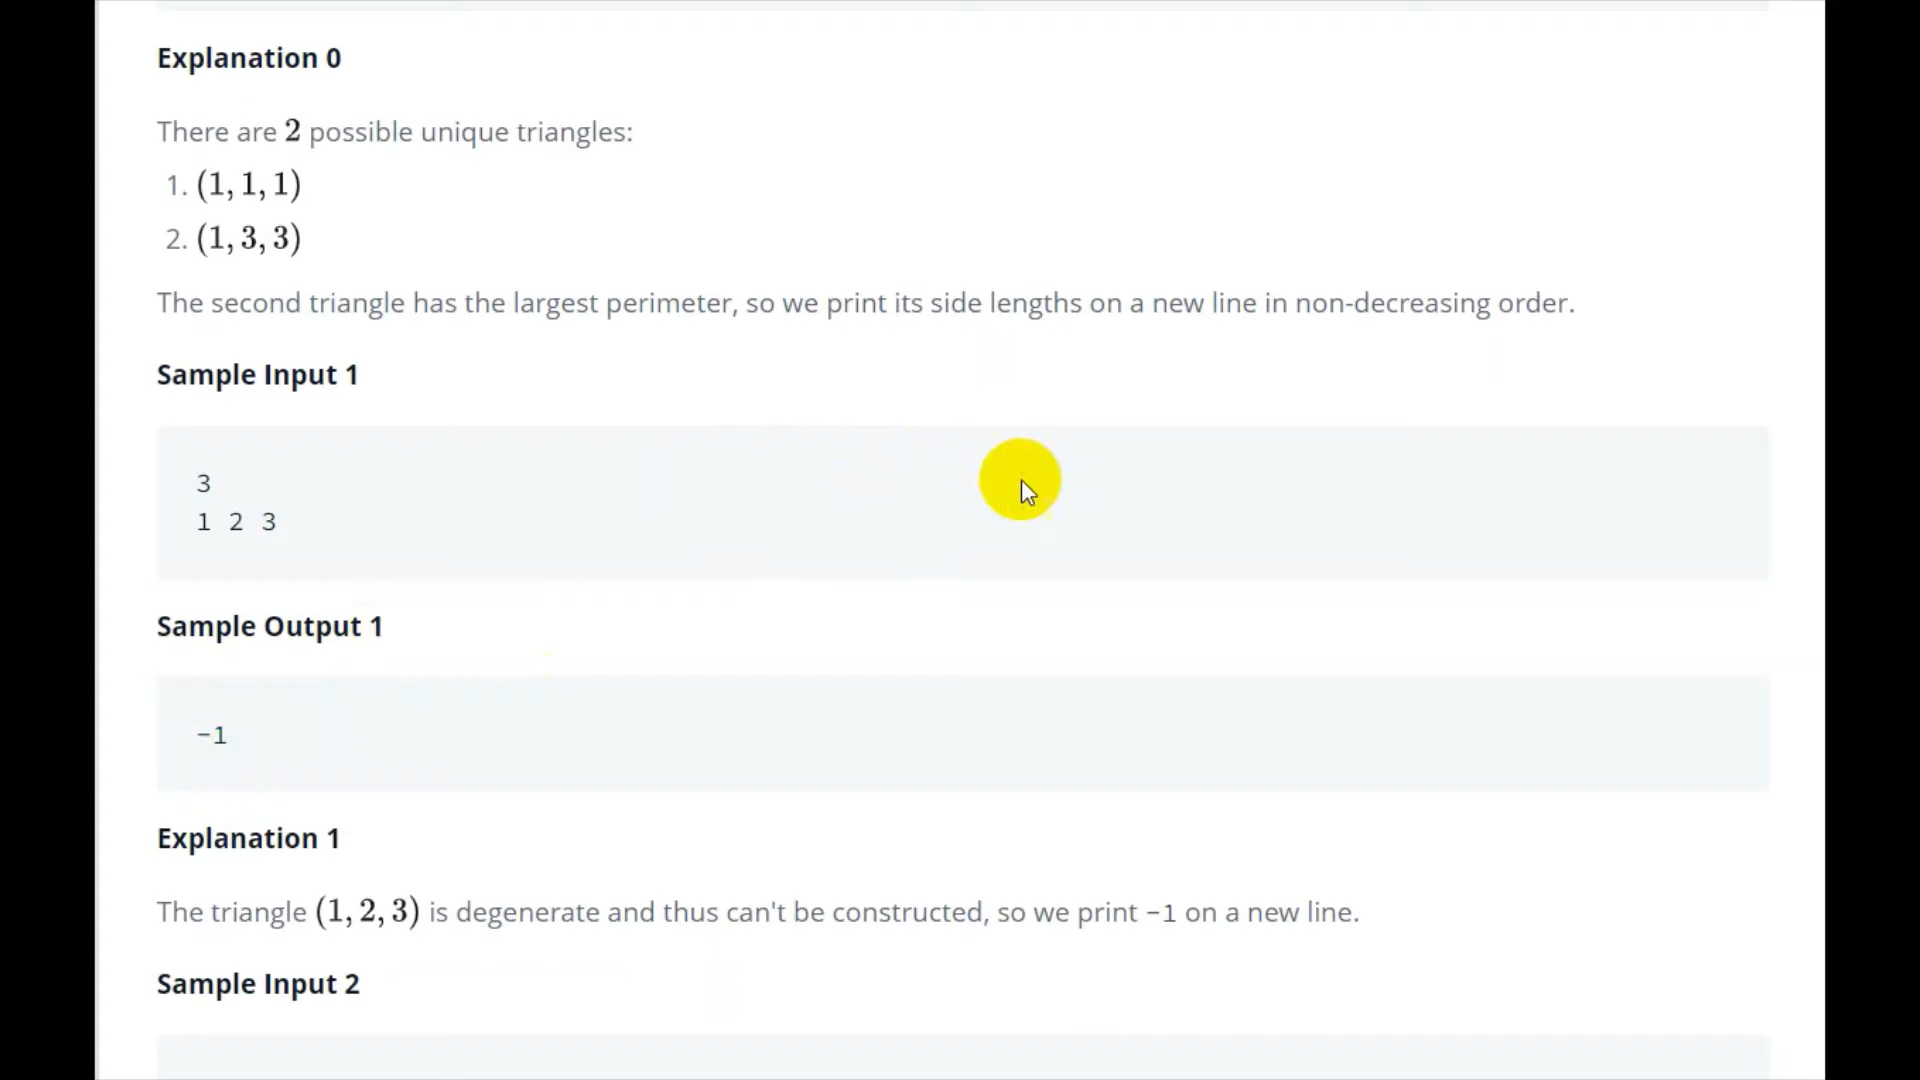 Explanation 0
There are 2 possible unique triangles:
1. (1, 1, 1)
2. (1, 3, 3)
The second triangle has the largest perimeter, so we print its side lengths on a new line in non-decreasing order.
Sample Input 1
3
1 2 3
Sample Output 1
-1
Explanation 1
The triangle (1, 2, 3) is degenerate and thus can't be constructed, so we print -1 on a new line.
Sample Input 2